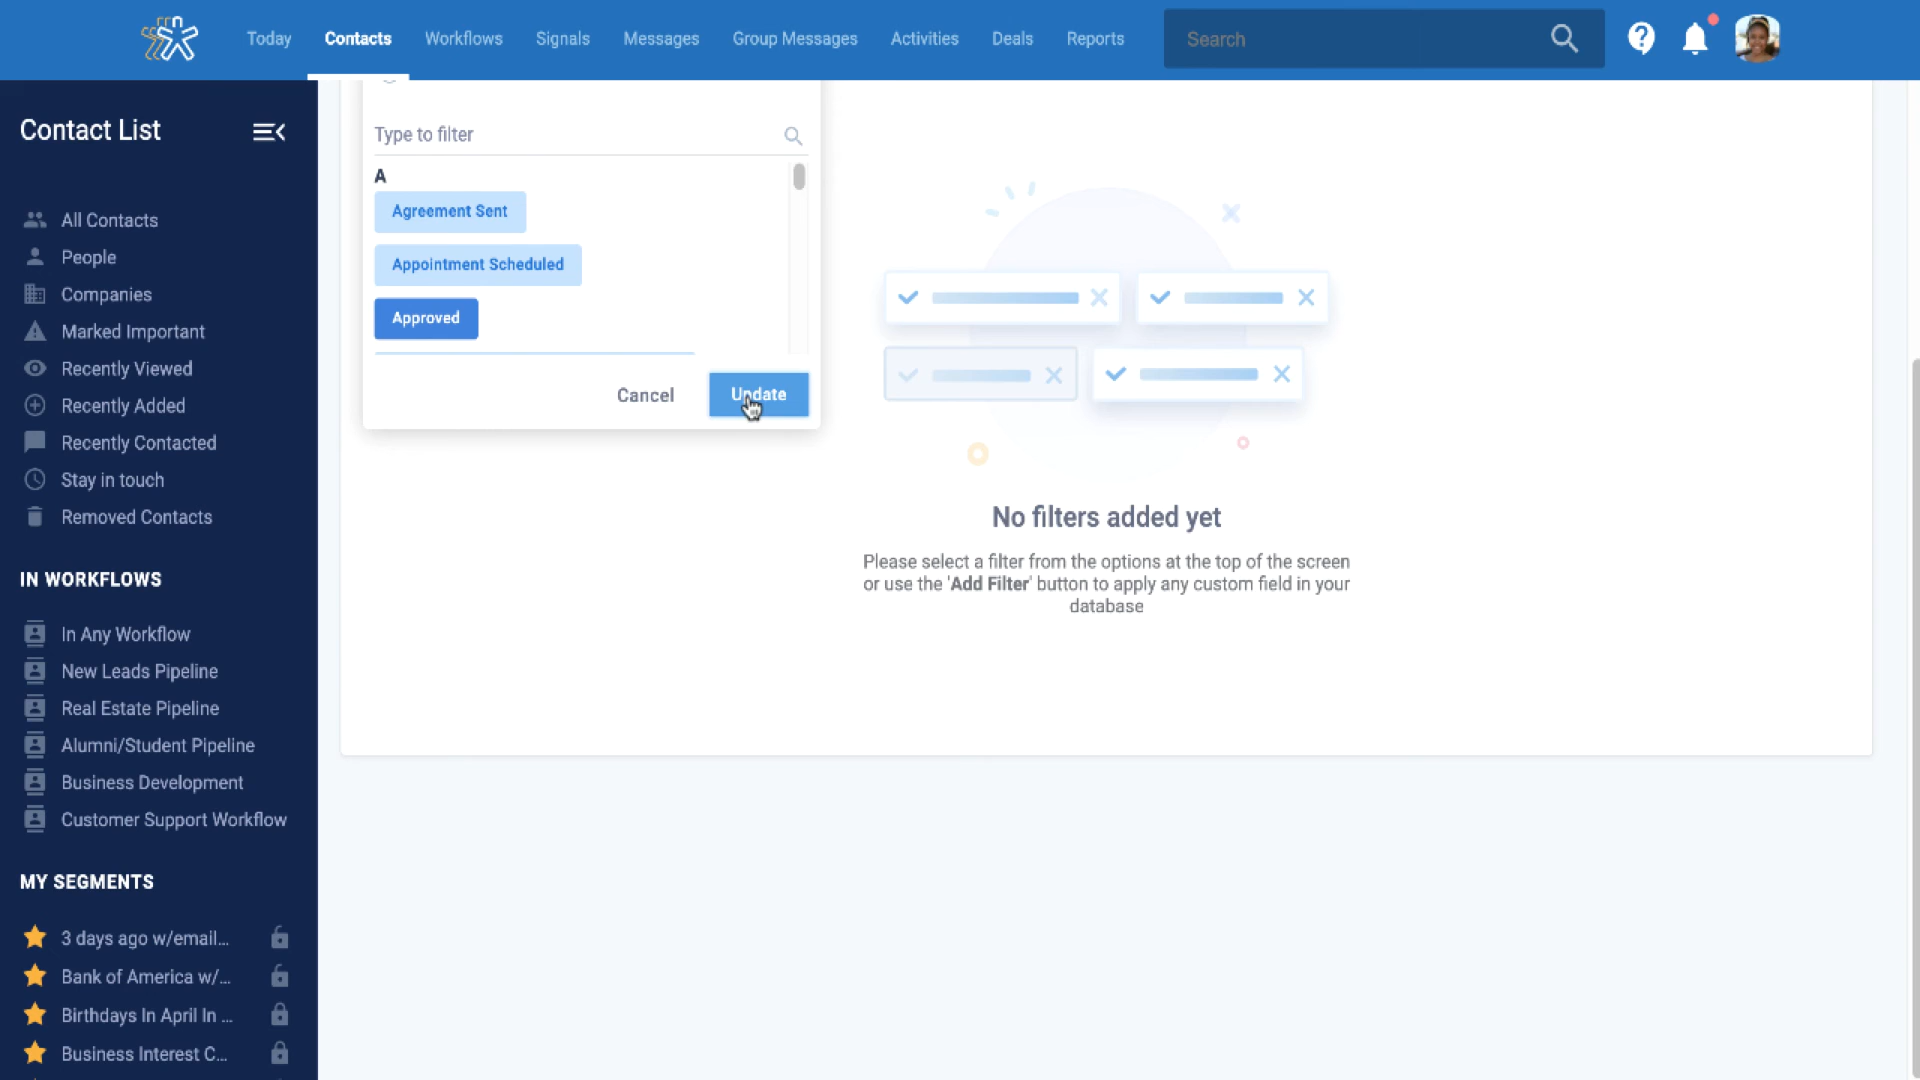 Today
Contacts
Workflows
Signals
Messages
Group Messages
Activities
Deals
Reports
Search
Contact List
All Contacts
People
Companies
Marked Important
Recently Viewed
Recently Added
Recently Contacted
Stay in touch
Removed Contacts
IN WORKFLOWS
In Any Workflow
New Leads Pipeline
Real Estate Pipeline
Alumni/Student Pipeline
Business Development
Customer Support Workflow
MY SEGMENTS
3 days ago w/email...
Bank of America w/...
Birthdays In April In ...
Business Interest C...
Type to filter
A
Agreement Sent
Appointment Scheduled
Approved
Cancel
Update
No filters added yet
Please select a filter from the options at the top of the screen
or use the 'Add Filter' button to apply any custom field in your
database